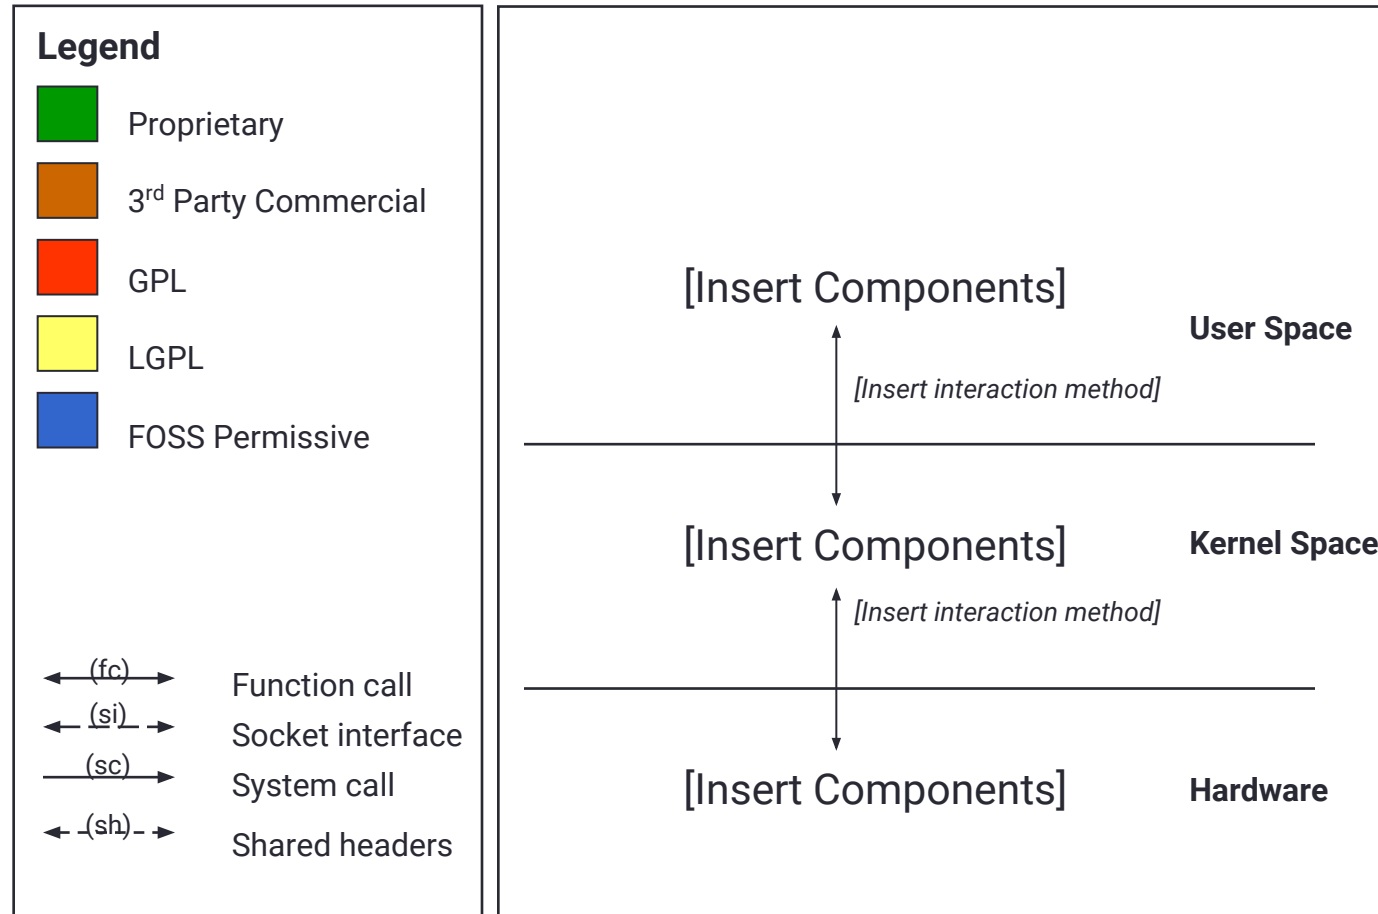 Legend
Proprietary
3rd Party Commercial
GPL
LGPL
FOSS Permissive
(fc)
Function call
(si)
Socket interface
(sc)
System call
(sh)
Shared headers
[Insert Components]
User Space
[Insert interaction method]
[Insert Components]
Kernel Space
[Insert interaction method]
[Insert Components]
Hardware